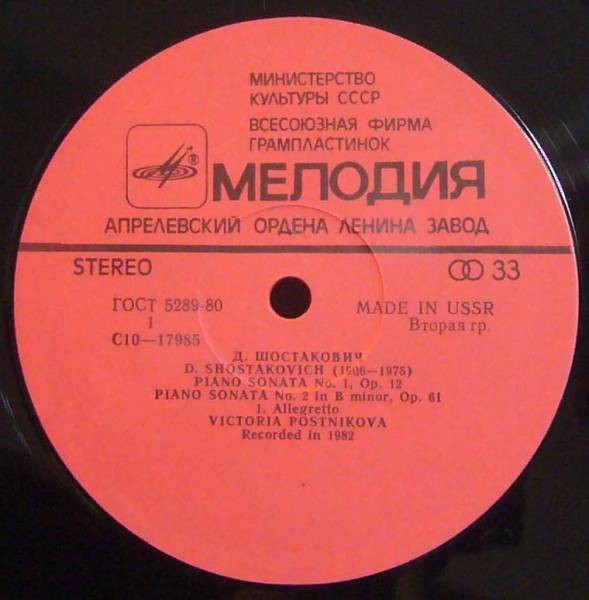 МИНИСТЕРСТВО
КУЛЬТУРЫ СССР
ВСЕСОЮЗНАЯ ФИРМА
ГРАМПЛАСТИНОК
®
МЕЛОДИЯ
АПРЕЛЕВСКИЙ ОРДЕНА ЛЕНИНА ЗАВОД
STEREO 33
ГОСТ 5289-80 MADE IN USSR
I Вторая гр.
С10—17985
Д. ШОСТАКОВИЧ
D. SHOSTAKOVICH (1906—1975)
PIANO SONATA No. 1, Op. 12
PIANO SONATA No. 2 In B minor, Op. 61
1. Allegretto
VICTORIA POSTNIKOVA
Recorded in 1982